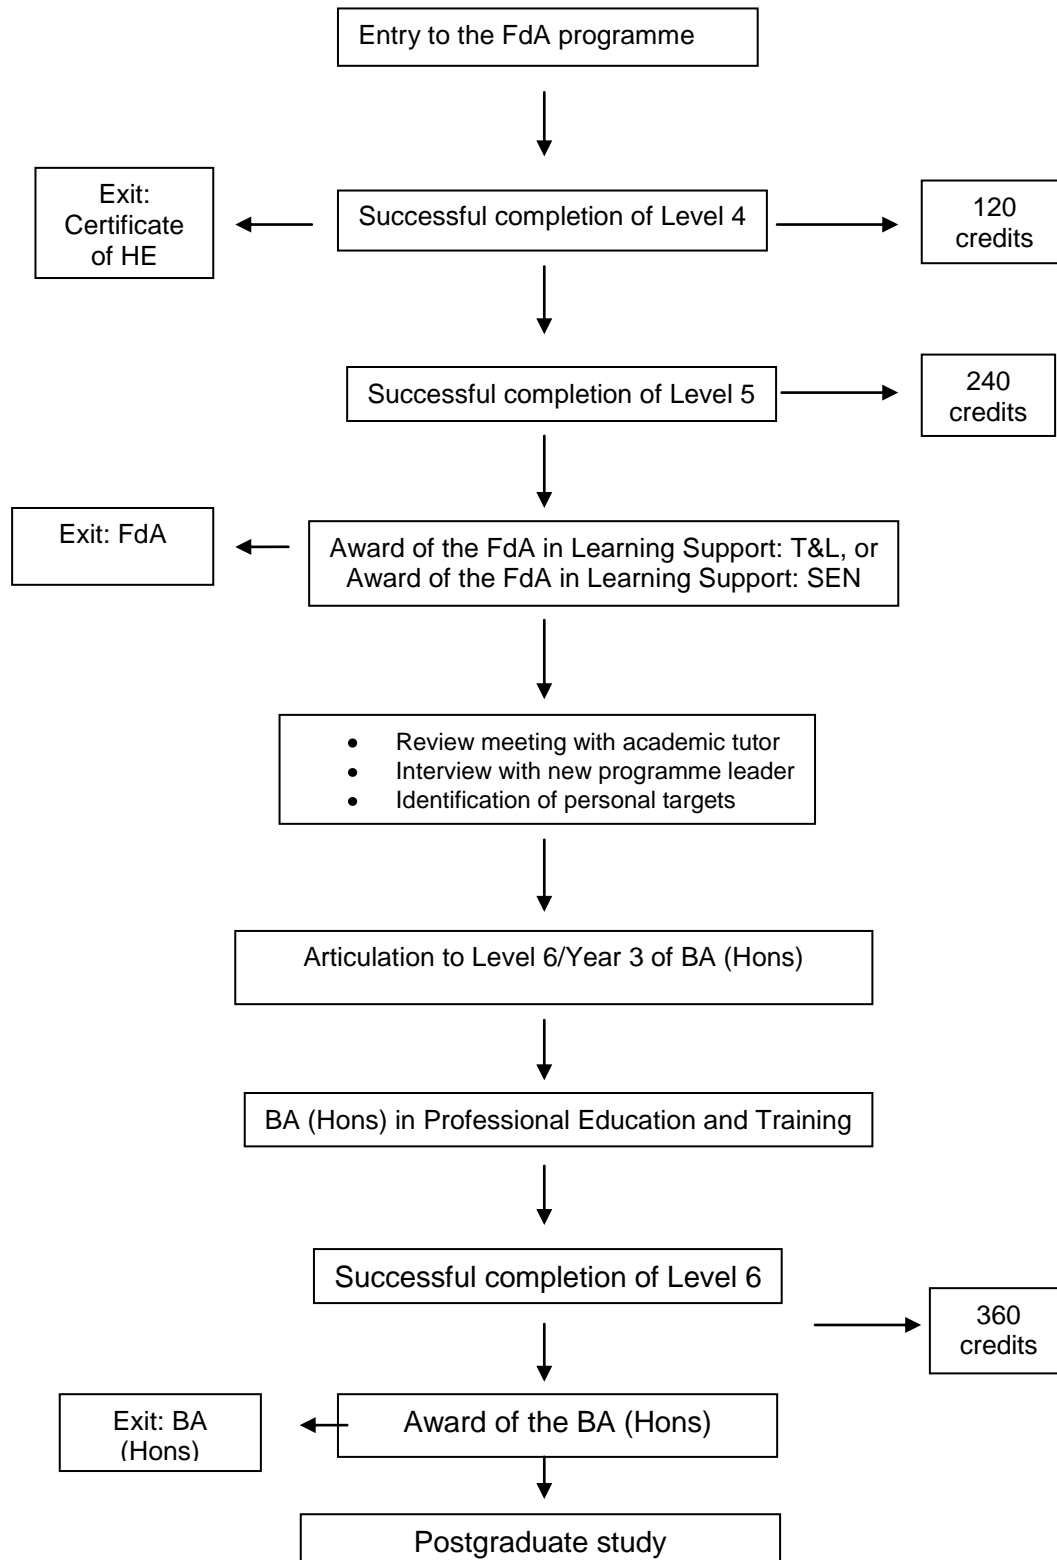 Entry to the FdA programme
Exit:
Certificate
of HE
Successful completion of Level 4
120
credits
Successful completion of Level 5
240
credits
Exit: FdA
Award of the FdA in Learning Support: T&L, or
Award of the FdA in Learning Support: SEN
• Review meeting with academic tutor
• Interview with new programme leader
• Identification of personal targets
Articulation to Level 6/Year 3 of BA (Hons)
BA (Hons) in Professional Education and Training
Successful completion of Level 6
360
credits
Exit: BA
(Hons)
Award of the BA (Hons)
Postgraduate study